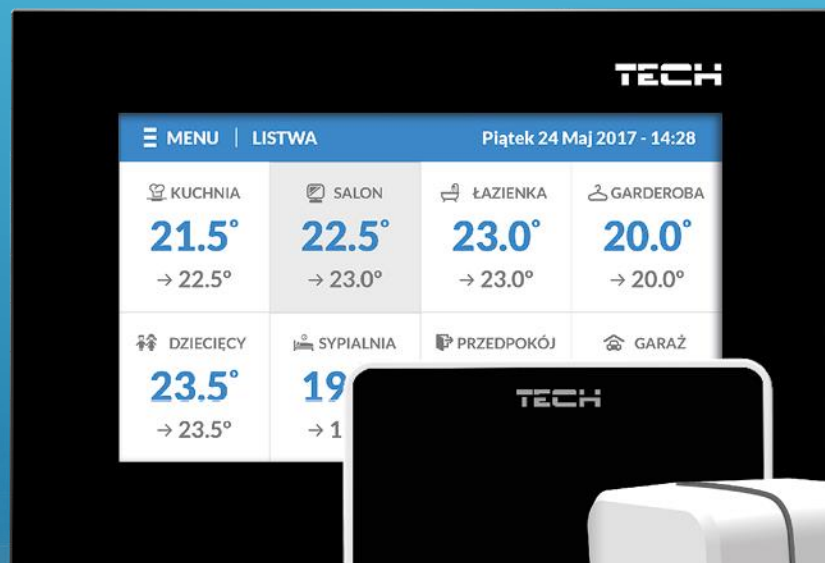 TECH
MENU | LISTWA Piątek 24 Maj 2017 - 14:28
KUCHNIA SALON ŁAZIENKA GARDEROBA
21.5° 22.5° 23.0° 20.0°
→ 22.5° → 23.0° → 23.0° → 20.0°
DZIECIĘCY SYPIALNIA PRZEDPOKÓJ GARAŻ
23.5° 19
→ 23.5° → 1
TECH